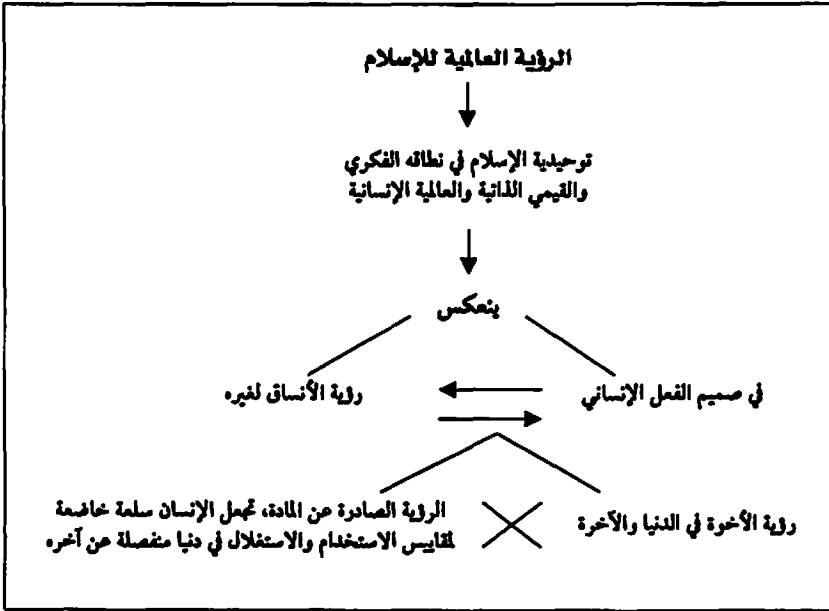 الرؤية العالمية للإسلام
توحيدية الإسلام في نطاقه الفكري
والقيمي الذاتية والعالمية الإنسانية
ينعكس
في صميم الفعل الإنساني
رؤية الأنساق لغيره
رؤية الأخوة في الدنيا والآخرة
الرؤية الصادرة عن المادة، تجعل الإنسان سلعة خاضعة
لمقاييس الاستخدام والاستغلال في دنيا منفصلة عن آخره